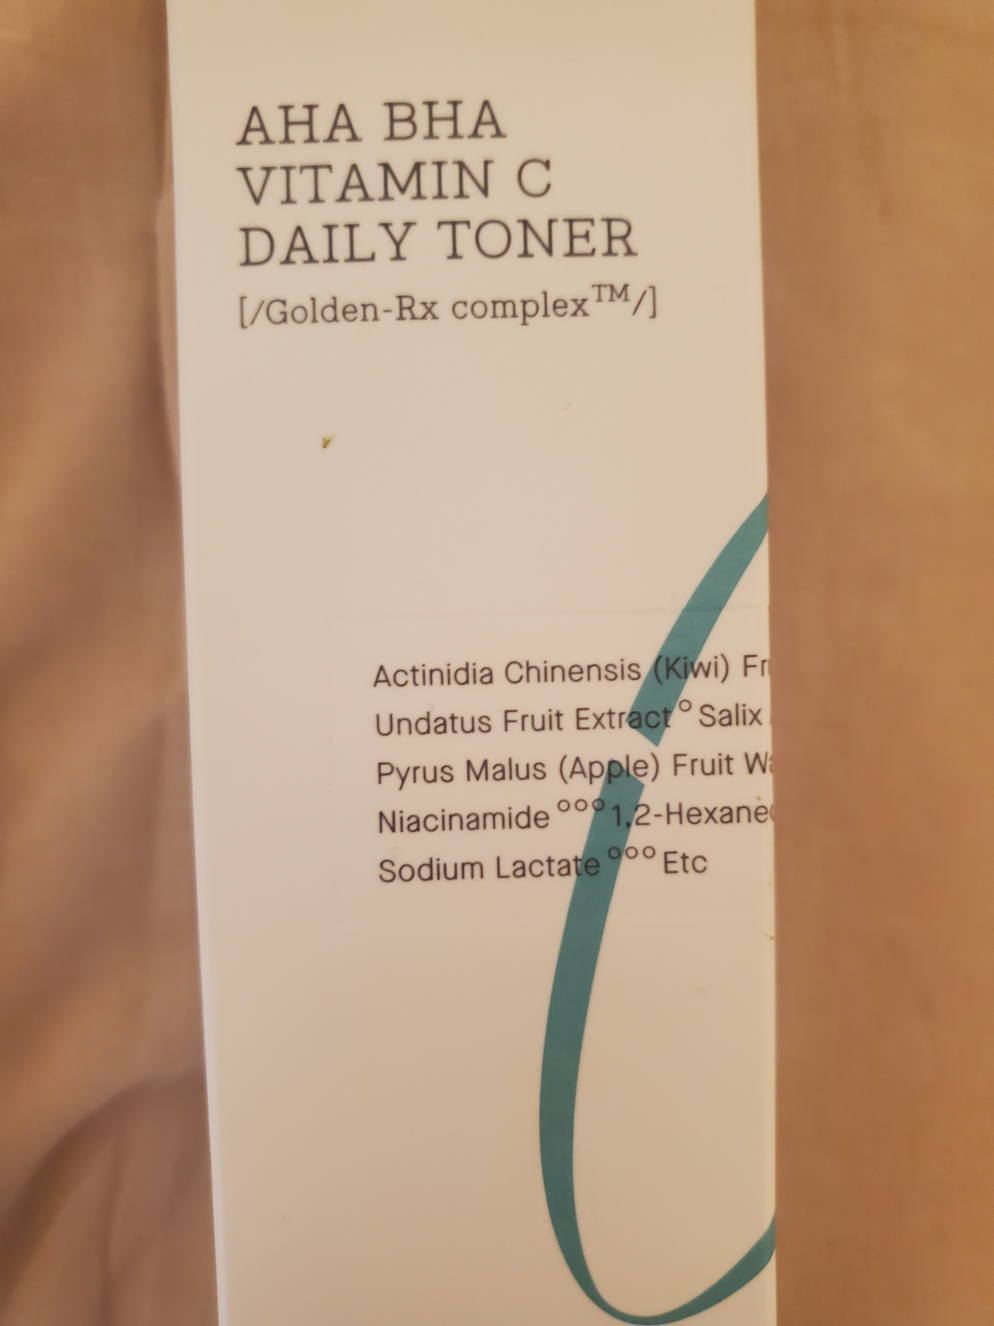 AHA BHA
VITAMIN C
DAILY TONER
[/Golden-Rx complex™/]
Actinidia Chinensis (Kiwi)
Undatus Fruit Extract ° Salix
Pyrus Malus (Apple) Fruit
Niacinamide °°° 1,2-
Sodium Lactate °°° Etc